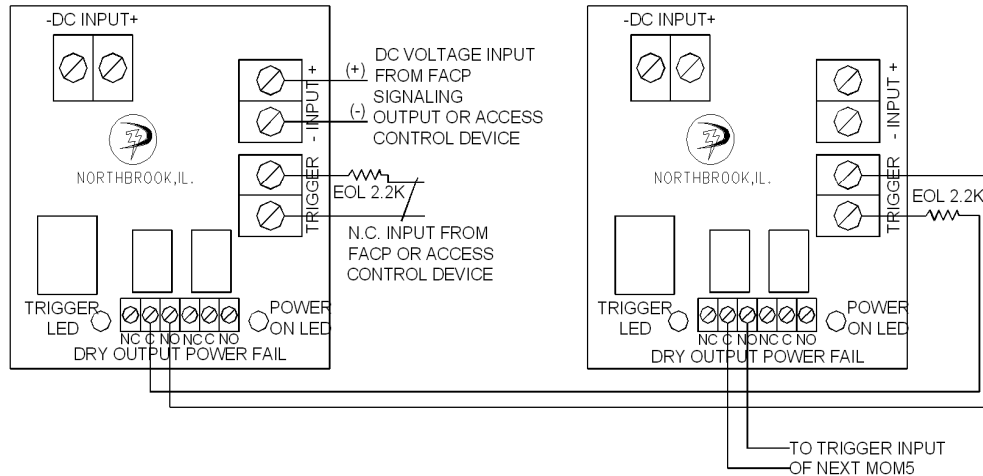 -DC INPUT+
- INPUT +
(+)
DC VOLTAGE INPUT
FROM FACP
SIGNALING
(-)
OUTPUT OR ACCESS
CONTROL DEVICE
NORTHBROOK,IL.
TRIGGER
EOL 2.2K
N.C. INPUT FROM
FACP OR ACCESS
CONTROL DEVICE
TRIGGER
LED
POWER
ON LED
NC C NO NC C NO
DRY OUTPUT POWER FAIL
-DC INPUT+
- INPUT +
NORTHBROOK,IL.
TRIGGER
EOL 2.2K
TRIGGER
LED
POWER
ON LED
NC C NO NC C NO
DRY OUTPUT POWER FAIL
TO TRIGGER INPUT
OF NEXT MOM5